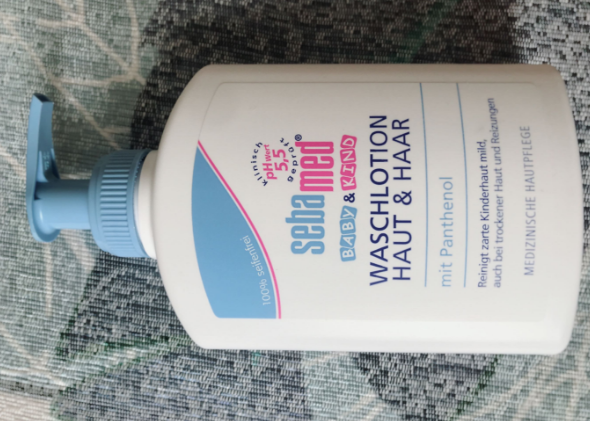 100% seifenfrei
klinisch
pH Wert
5,5
geprüft
sebamed®
BABY & KIND
WASCHLOTION
HAUT & HAAR
mit Panthenol
Reinigt zarte Kinderhaut mild,
auch bei trockener Haut und Reizungen
MEDIZINISCHE HAUTPFLEGE